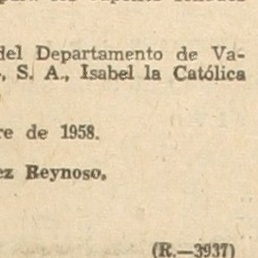 del Departamento de Va-
, S. A., Isabel la Católica
re de 1958.
ez Reynoso.
(R.—3937)